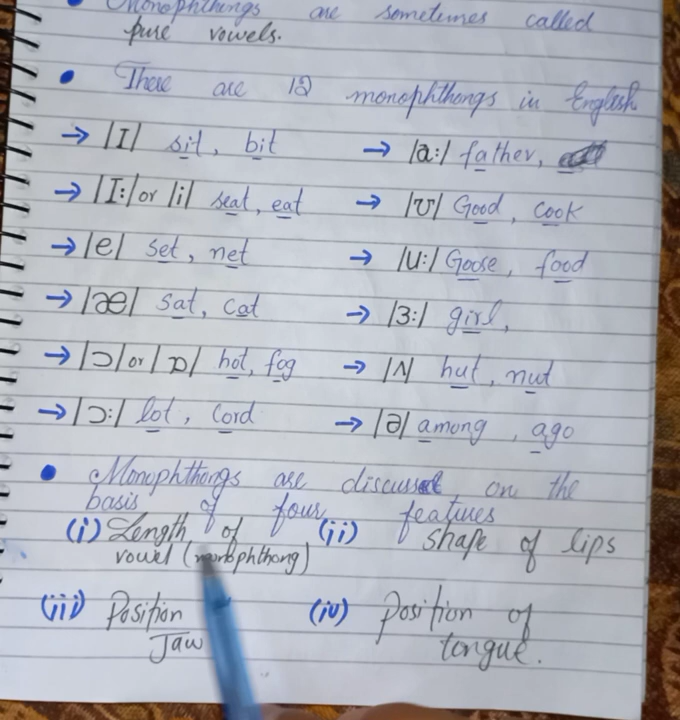 Monophthongs are sometimes called
pure vowels.
• There are 12 monophthongs in English
→ /I/ sit, bit → /a:/ father,
→ /I:/ or /i/ seat, eat → /ʊ/ Good, cook
→ /e/ set, net → /u:/ Goose, food
→ /æ/ sat, cat → /ɜ:/ girl,
→ /ɔ/ or /ɒ/ hot, fog → /ʌ/ hut, nut
→ /ɔ:/ lot, cord → /ə/ among, ago
• Monophthongs are discussed on the
basis of four features
(i) Length of (ii) shape of lips
vowel (monophthong)
(iii) Position (iv) Position of
Jaw tongue.